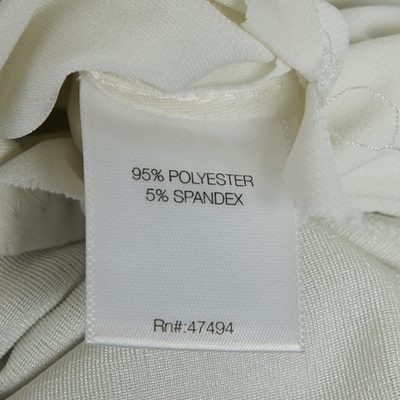 95% POLYESTER
5% SPANDEX
Rn#:47494